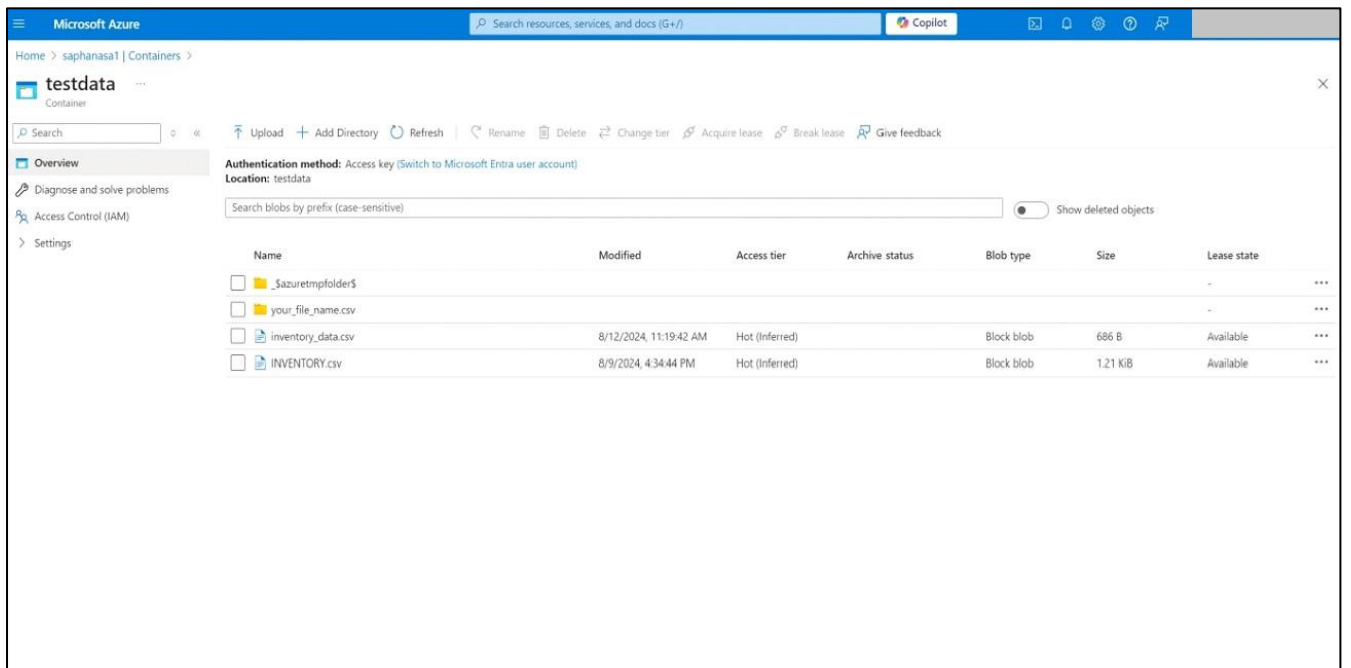 Microsoft Azure
Search resources, services, and docs (G+/)
Copilot
Home > saphanasa1 | Containers >
testdata ...
Container
Search
Upload + Add Directory Refresh Rename Delete Change tier Acquire lease Break lease Give feedback
Overview
Diagnose and solve problems
Access Control (IAM)
> Settings
Authentication method: Access key (Switch to Microsoft Entra user account)
Location: testdata
Search blobs by prefix (case-sensitive)
Show deleted objects
Name Modified Access tier Archive status Blob type Size Lease state
_$azuretmpfolder$ - ...
your_file_name.csv - ...
inventory_data.csv 8/12/2024, 11:19:42 AM Hot (Inferred) Block blob 686 B Available ...
INVENTORY.csv 8/9/2024, 4:34:44 PM Hot (Inferred) Block blob 1.21 KiB Available ...